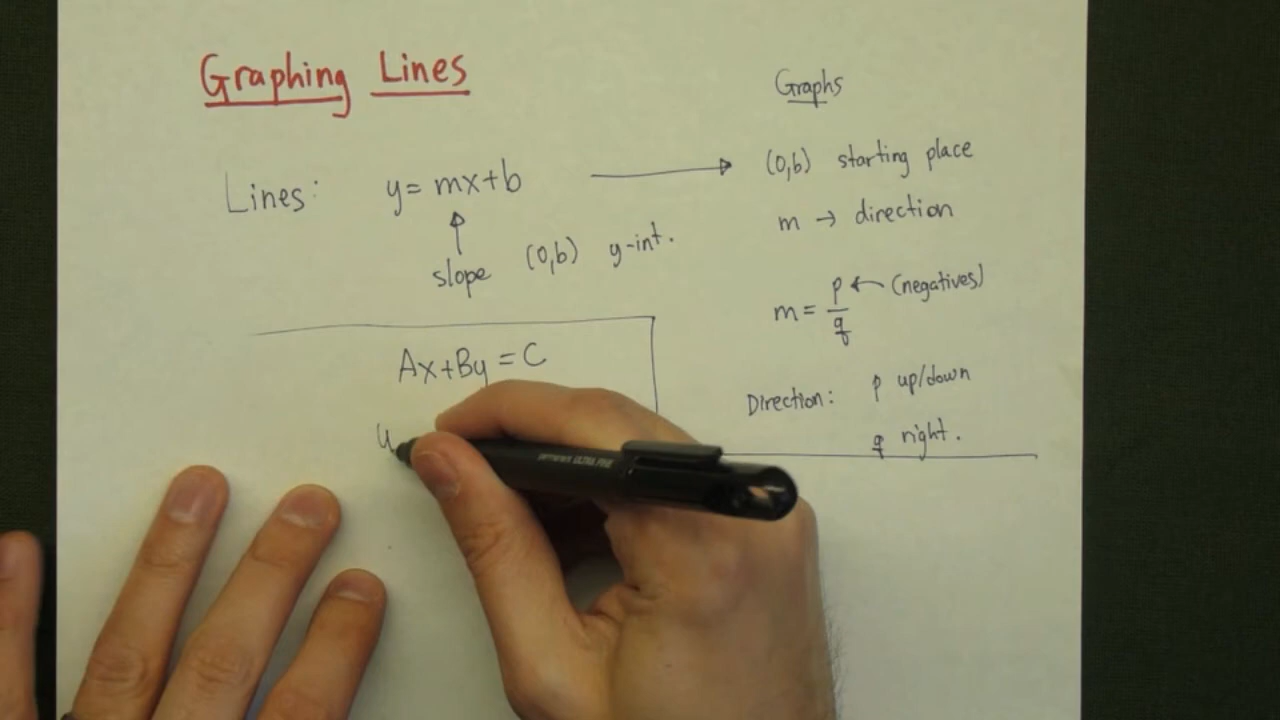 Graphing Lines
Lines: y = mx+b
slope
(0,b) y-int.
Ax+By = C
Graphs
(0,b) starting place
m → direction
m = p/q ← (negatives)
Direction: p up/down
q right.